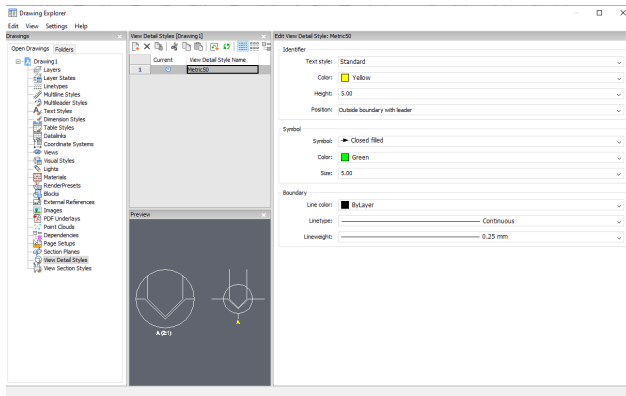 Drawing Explorer
Edit View Settings Help
Drawings
Open Drawings Folders
Drawing1
Layers
Layer States
Linetypes
Multiline Styles
Multileader Styles
Text Styles
Dimension Styles
Table Styles
Datalinks
Coordinate Systems
Views
Visual Styles
Lights
Materials
RenderPresets
Blocks
External References
Images
PDF Underlays
Point Clouds
Dependencies
Page Setups
Section Planes
View Detail Styles
View Section Styles
View Detail Styles [Drawing1]
Current View Detail Style Name
1 Metric50
Preview
A (2:1)
A
Edit View Detail Style: Metric50
Identifier
Text style: Standard
Color: Yellow
Height: 5.00
Position: Outside boundary with leader
Symbol
Symbol: Closed filled
Color: Green
Size: 5.00
Boundary
Line color: ByLayer
Linetype: Continuous
Lineweight: 0.25 mm